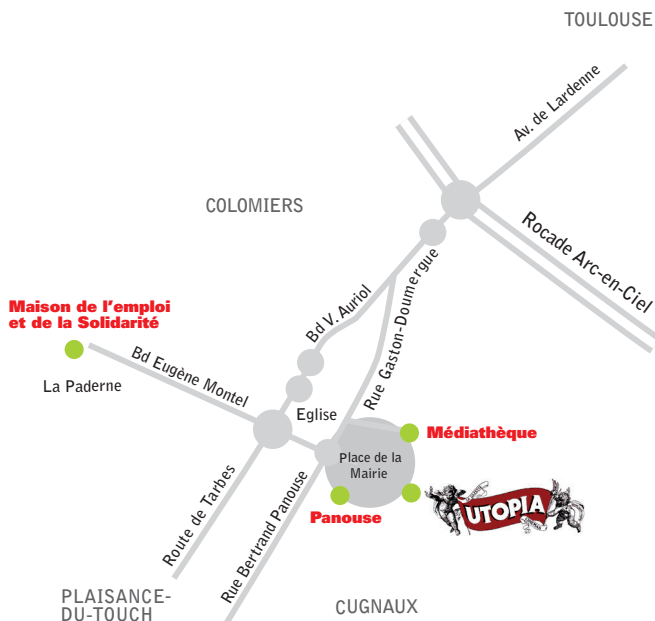 TOULOUSE
Av. de Lardenne
COLOMIERS
Rocade Arc-en-Ciel
Maison de l'emploi
et de la Solidarité
Bd V. Auriol
Rue Gaston-Doumergue
Bd Eugène Montel
La Paderne
Eglise
Médiathèque
Place de la
Mairie
Route de Tarbes
Rue Bertrand Panouse
Panouse
UTOPIA
PLAISANCE-
DU-TOUCH
CUGNAUX